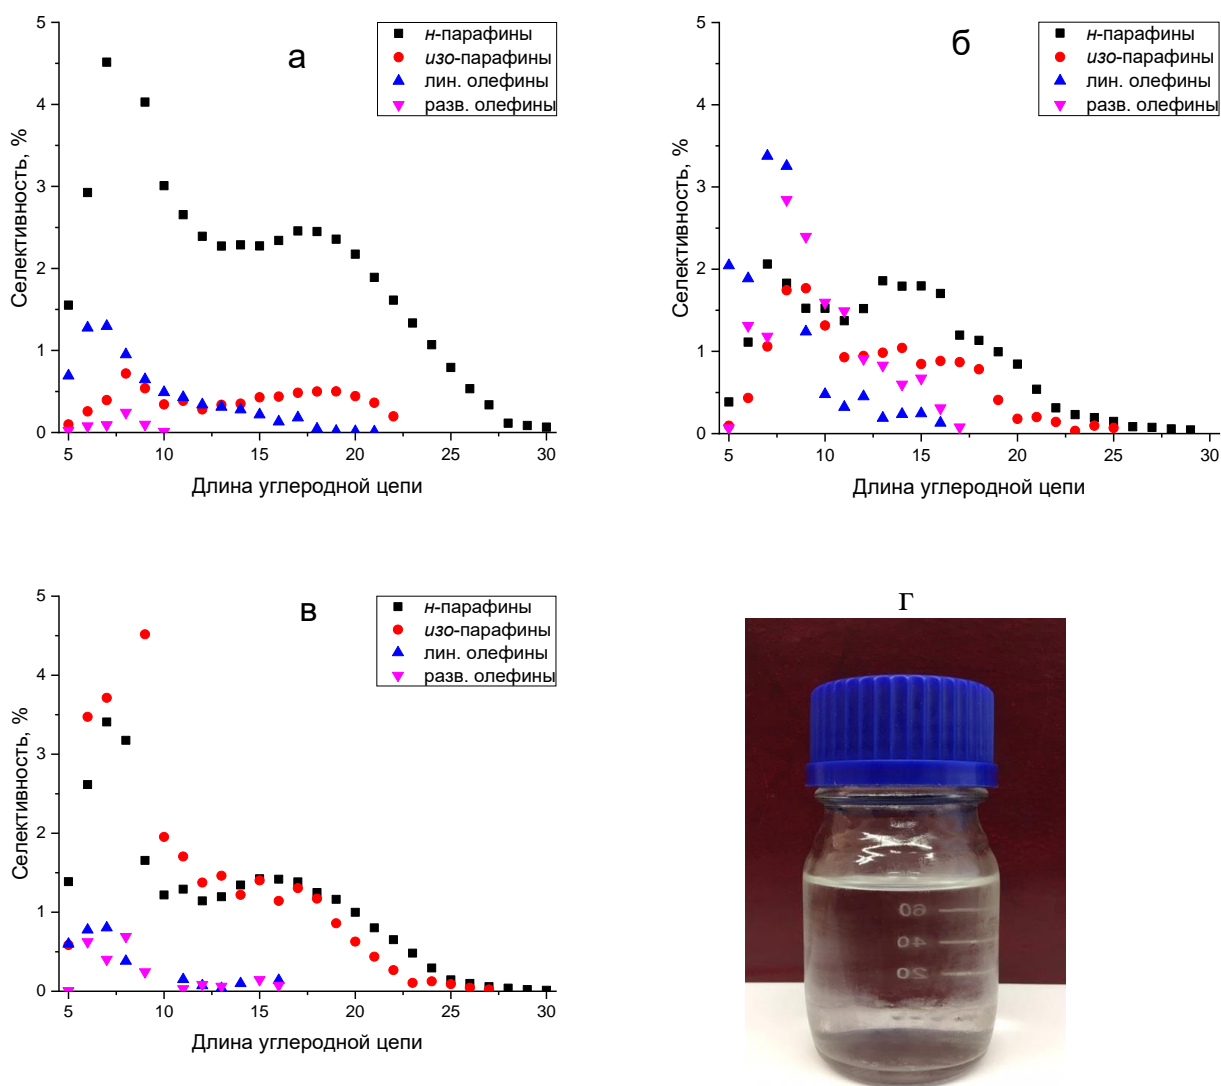 а
5
4
3
2
1
0
5 10 15 20 25 30
Селективность, %
Длина углеродной цепи
н-парафины
изо-парафины
лин. олефины
разв. олефины
б
5
4
3
2
1
0
5 10 15 20 25 30
Селективность, %
Длина углеродной цепи
н-парафины
изо-парафины
лин. олефины
разв. олефины
в
5
4
3
2
1
0
5 10 15 20 25 30
Селективность, %
Длина углеродной цепи
н-парафины
изо-парафины
лин. олефины
разв. олефины
г
60
40
20